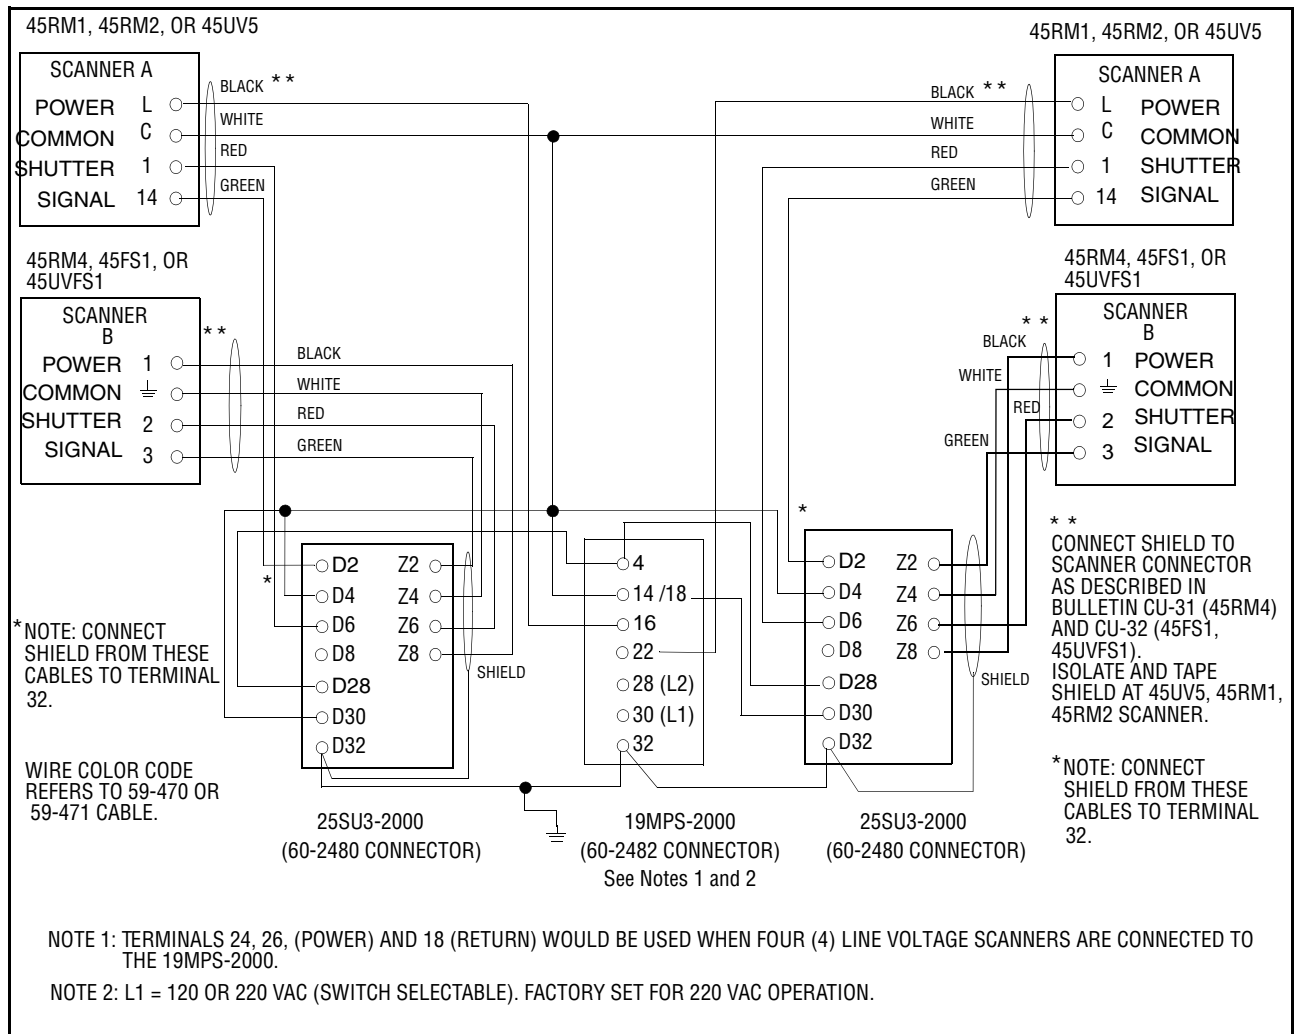 45RM1, 45RM2, OR 45UV5
SCANNER A
POWER L
COMMON C
SHUTTER 1
SIGNAL 14
BLACK **
WHITE
RED
GREEN
45RM1, 45RM2, OR 45UV5
SCANNER A
L POWER
C COMMON
1 SHUTTER
14 SIGNAL
BLACK **
WHITE
RED
GREEN
45RM4, 45FS1, OR
45UVFS1
SCANNER
B
POWER 1
COMMON
SHUTTER 2
SIGNAL 3
**
BLACK
WHITE
RED
GREEN
45RM4, 45FS1, OR
45UVFS1
SCANNER
B
1 POWER
COMMON
2 SHUTTER
3 SIGNAL
**
BLACK
WHITE
RED
GREEN
*
D2 Z2
D4 Z4
D6 Z6
D8 Z8
D28
D30
D32
SHIELD
4
14 /18
16
22
28 (L2)
30 (L1)
32
*
D2 Z2
D4 Z4
D6 Z6
D8 Z8
D28
D30
D32
SHIELD
*NOTE: CONNECT
SHIELD FROM THESE
CABLES TO TERMINAL
32.
WIRE COLOR CODE
REFERS TO 59-470 OR
59-471 CABLE.
**
CONNECT SHIELD TO
SCANNER CONNECTOR
AS DESCRIBED IN
BULLETIN CU-31 (45RM4)
AND CU-32 (45FS1,
45UVFS1).
ISOLATE AND TAPE
SHIELD AT 45UV5, 45RM1,
45RM2 SCANNER.
*NOTE: CONNECT
SHIELD FROM THESE
CABLES TO TERMINAL
32.
25SU3-2000
(60-2480 CONNECTOR)
19MPS-2000
(60-2482 CONNECTOR)
See Notes 1 and 2
25SU3-2000
(60-2480 CONNECTOR)
NOTE 1: TERMINALS 24, 26, (POWER) AND 18 (RETURN) WOULD BE USED WHEN FOUR (4) LINE VOLTAGE SCANNERS ARE CONNECTED TO
THE 19MPS-2000.
NOTE 2: L1 = 120 OR 220 VAC (SWITCH SELECTABLE). FACTORY SET FOR 220 VAC OPERATION.